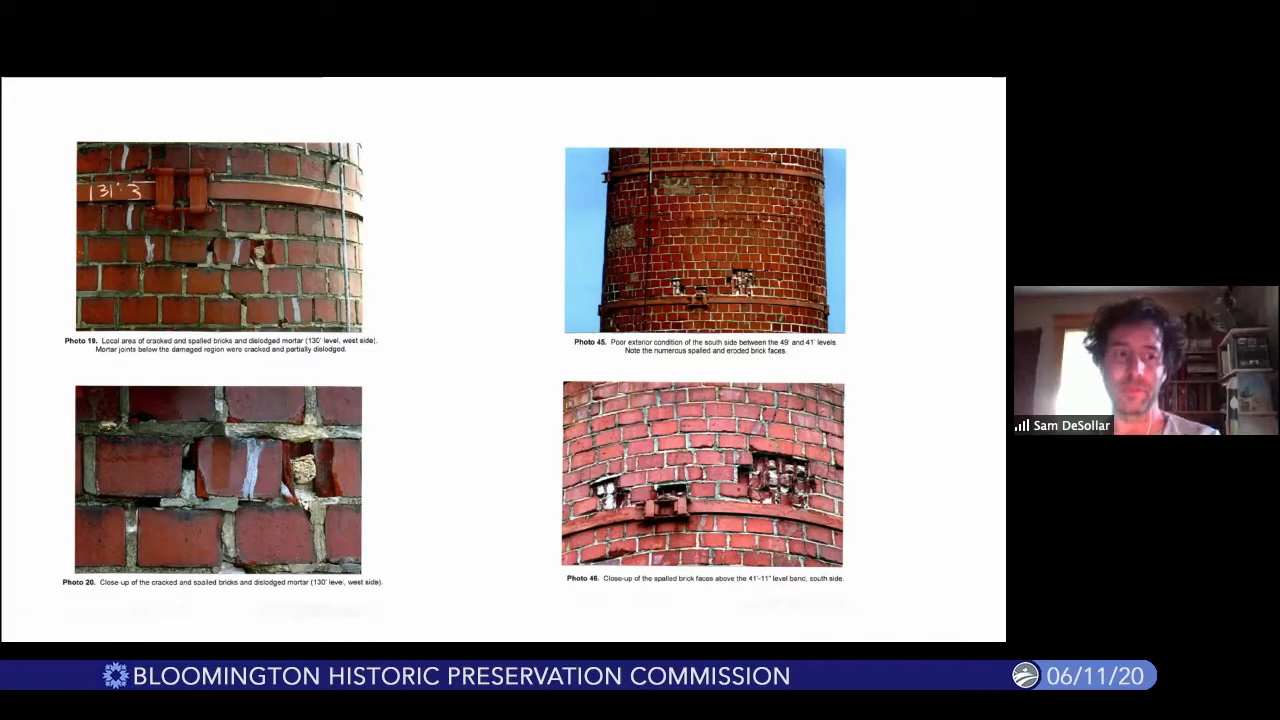 131'-3
Photo 19. Local area of cracked and spalled bricks and dislodged mortar (130' level, west side).
Mortar joints below the damaged region were cracked and partially dislodged.
Photo 45. Poor exterior condition of the south side between the 49' and 41' levels.
Note the numerous spalled and eroded brick faces.
Photo 20. Close-up of the cracked and spalled bricks and dislodged mortar (130' level, west side).
Photo 46. Close-up of the spalled brick faces above the 41'-11" level band, south side.
Sam DeSollar
BLOOMINGTON HISTORIC PRESERVATION COMMISSION
06/11/20